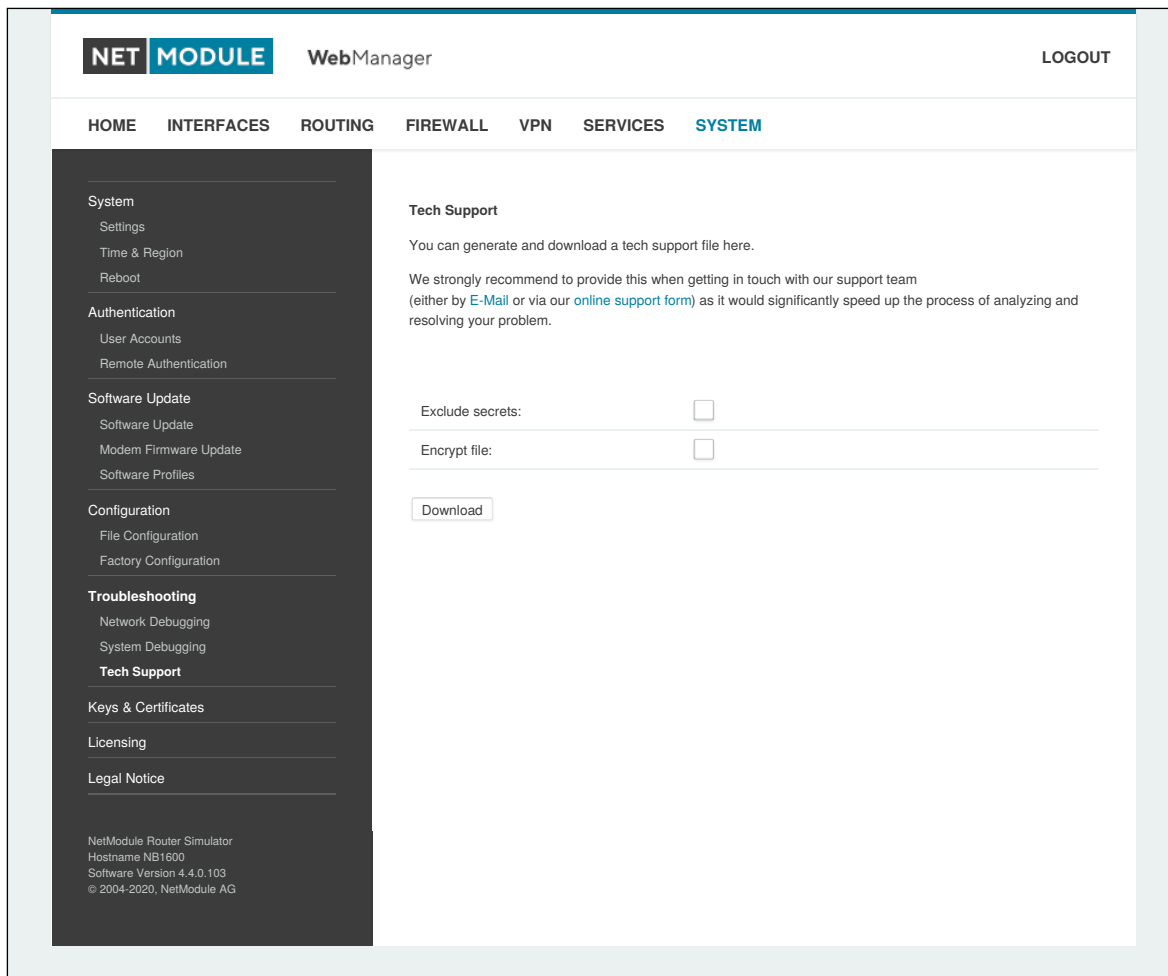 NET MODULE WebManager LOGOUT
HOME INTERFACES ROUTING FIREWALL VPN SERVICES SYSTEM
System
Settings
Time & Region
Reboot
Authentication
User Accounts
Remote Authentication
Software Update
Software Update
Modem Firmware Update
Software Profiles
Configuration
File Configuration
Factory Configuration
Troubleshooting
Network Debugging
System Debugging
Tech Support
Keys & Certificates
Licensing
Legal Notice
NetModule Router Simulator
Hostname NB1600
Software Version 4.4.0.103
© 2004-2020, NetModule AG
Tech Support
You can generate and download a tech support file here.
We strongly recommend to provide this when getting in touch with our support team
(either by E-Mail or via our online support form) as it would significantly speed up the process of analyzing and
resolving your problem.
Exclude secrets:
Encrypt file:
Download